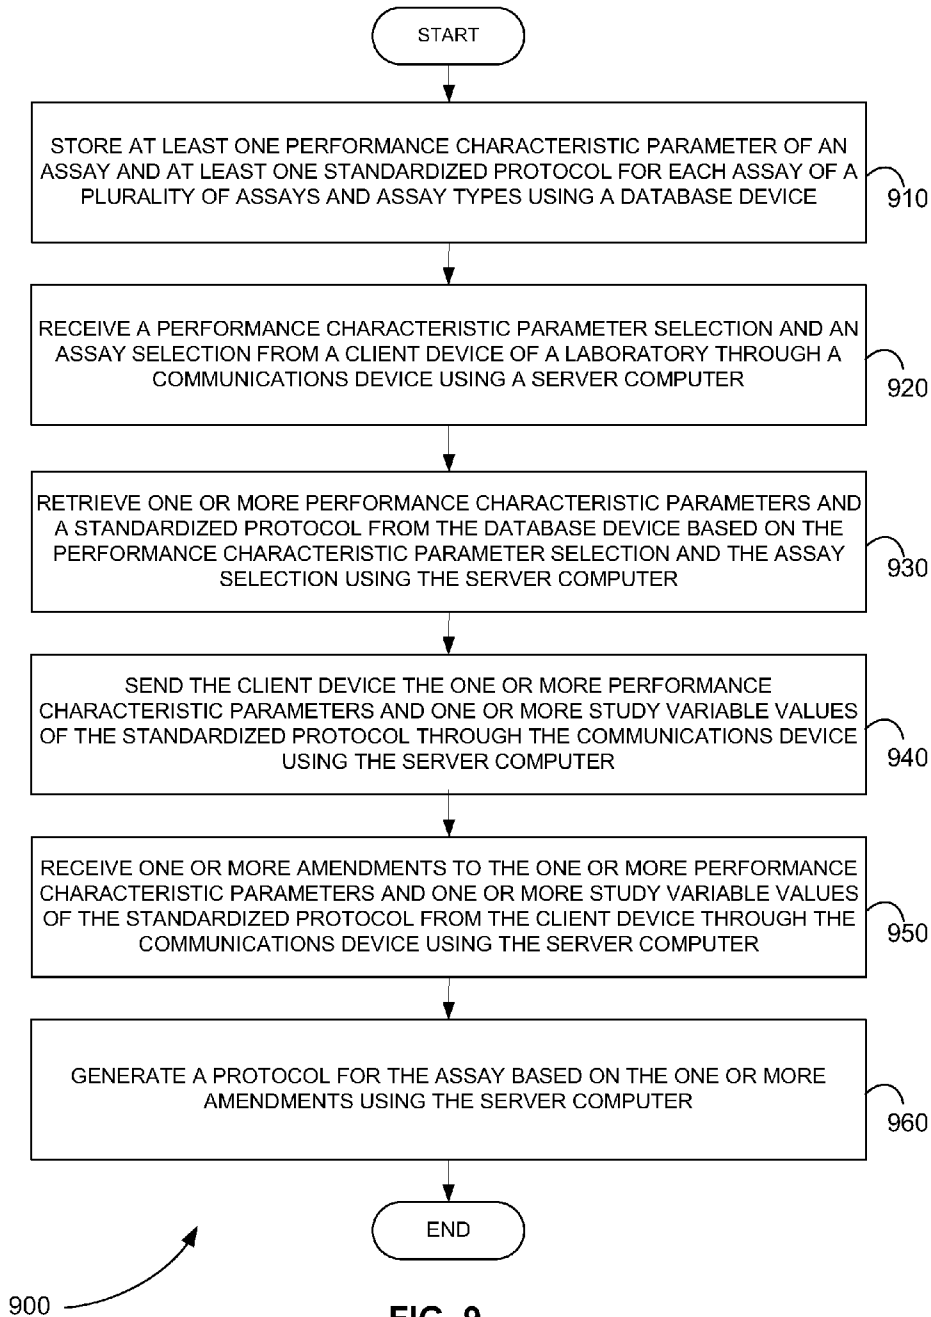 START
STORE AT LEAST ONE PERFORMANCE CHARACTERISTIC PARAMETER OF AN
ASSAY AND AT LEAST ONE STANDARDIZED PROTOCOL FOR EACH ASSAY OF A
PLURALITY OF ASSAYS AND ASSAY TYPES USING A DATABASE DEVICE
910
RECEIVE A PERFORMANCE CHARACTERISTIC PARAMETER SELECTION AND AN
ASSAY SELECTION FROM A CLIENT DEVICE OF A LABORATORY THROUGH A
COMMUNICATIONS DEVICE USING A SERVER COMPUTER
920
RETRIEVE ONE OR MORE PERFORMANCE CHARACTERISTIC PARAMETERS AND
A STANDARDIZED PROTOCOL FROM THE DATABASE DEVICE BASED ON THE
PERFORMANCE CHARACTERISTIC PARAMETER SELECTION AND THE ASSAY
SELECTION USING THE SERVER COMPUTER
930
SEND THE CLIENT DEVICE THE ONE OR MORE PERFORMANCE
CHARACTERISTIC PARAMETERS AND ONE OR MORE STUDY VARIABLE VALUES
OF THE STANDARDIZED PROTOCOL THROUGH THE COMMUNICATIONS DEVICE
USING THE SERVER COMPUTER
940
RECEIVE ONE OR MORE AMENDMENTS TO THE ONE OR MORE PERFORMANCE
CHARACTERISTIC PARAMETERS AND ONE OR MORE STUDY VARIABLE VALUES
OF THE STANDARDIZED PROTOCOL FROM THE CLIENT DEVICE THROUGH THE
COMMUNICATIONS DEVICE USING THE SERVER COMPUTER
950
GENERATE A PROTOCOL FOR THE ASSAY BASED ON THE ONE OR MORE
AMENDMENTS USING THE SERVER COMPUTER
960
END
900
FIG. 9